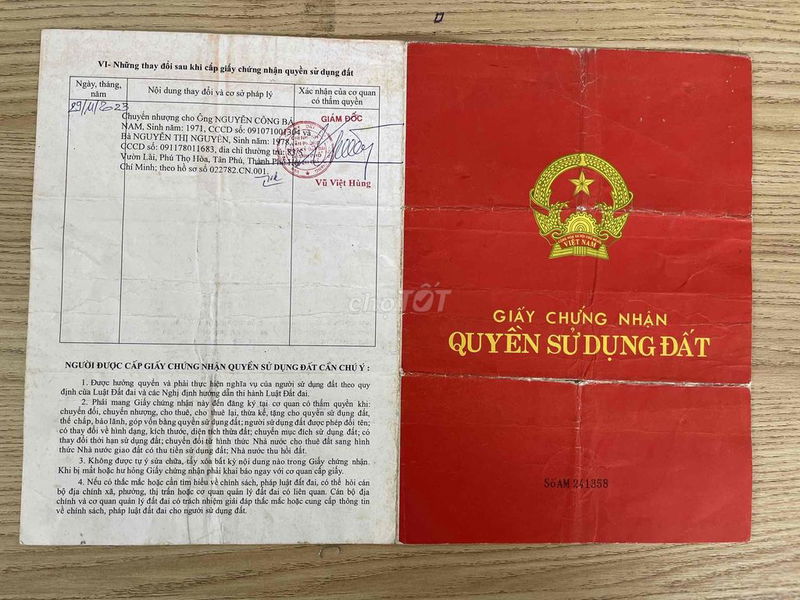 VI- Những thay đổi sau khi cấp giấy chứng nhận quyền sử dụng đất
Ngày, tháng, năm
Nội dung thay đổi và cơ sở pháp lý
Xác nhận của cơ quan có thẩm quyền
29/11/2023
Chuyển nhượng cho Ông NGUYỄN CÔNG BÁ
NAM, Sinh năm: 1971, CCCD số: 091071001304 và
Bà NGUYỄN THỊ NGUYÊN, Sinh năm: 1978,
CCCD số: 091178011683, địa chỉ thường trú:
Vườn Lài, Phú Thọ Hòa, Tân Phú, Thành Phố
Chí Minh; theo hồ sơ số 022782.CN.001.
GIÁM ĐỐC
Vũ Việt Hùng
NGƯỜI ĐƯỢC CẤP GIẤY CHỨNG NHẬN QUYỀN SỬ DỤNG ĐẤT CẦN CHÚ Ý :
1. Được hưởng quyền và phải thực hiện nghĩa vụ của người sử dụng đất theo quy
định của Luật Đất đai và các Nghị định hướng dẫn thi hành Luật Đất đai.
2. Phải mang Giấy chứng nhận này đến đăng ký tại cơ quan có thẩm quyền khi:
chuyển đổi, chuyển nhượng, cho thuê, cho thuê lại, thừa kế, tặng cho quyền sử dụng đất,
thế chấp, bảo lãnh, góp vốn bằng quyền sử dụng đất; người sử dụng đất được phép đổi tên;
có thay đổi về hình dạng, kích thước, diện tích thửa đất; chuyển mục đích sử dụng đất; có
thay đổi thời hạn sử dụng đất; chuyển đổi từ hình thức Nhà nước cho thuê đất sang hình
thức Nhà nước giao đất có thu tiền sử dụng đất; Nhà nước thu hồi đất.
3. Không được tự ý sửa chữa, tẩy xóa bất kỳ nội dung nào trong Giấy chứng nhận.
Khi bị mất hoặc hư hỏng Giấy chứng nhận phải khai báo ngay với cơ quan cấp giấy.
4. Nếu có thắc mắc hoặc cần tìm hiểu về chính sách, pháp luật đất đai, có thể hỏi cán
bộ địa chính xã, phường, thị trấn hoặc cơ quan quản lý đất đai có liên quan. Cán bộ địa
chính và cơ quan quản lý đất đai có trách nhiệm giải đáp thắc mắc hoặc cung cấp thông tin
về chính sách, pháp luật đất đai cho người sử dụng đất.
VIỆT NAM
GIẤY CHỨNG NHẬN
QUYỀN SỬ DỤNG ĐẤT
Số AM 241358
choTỐT